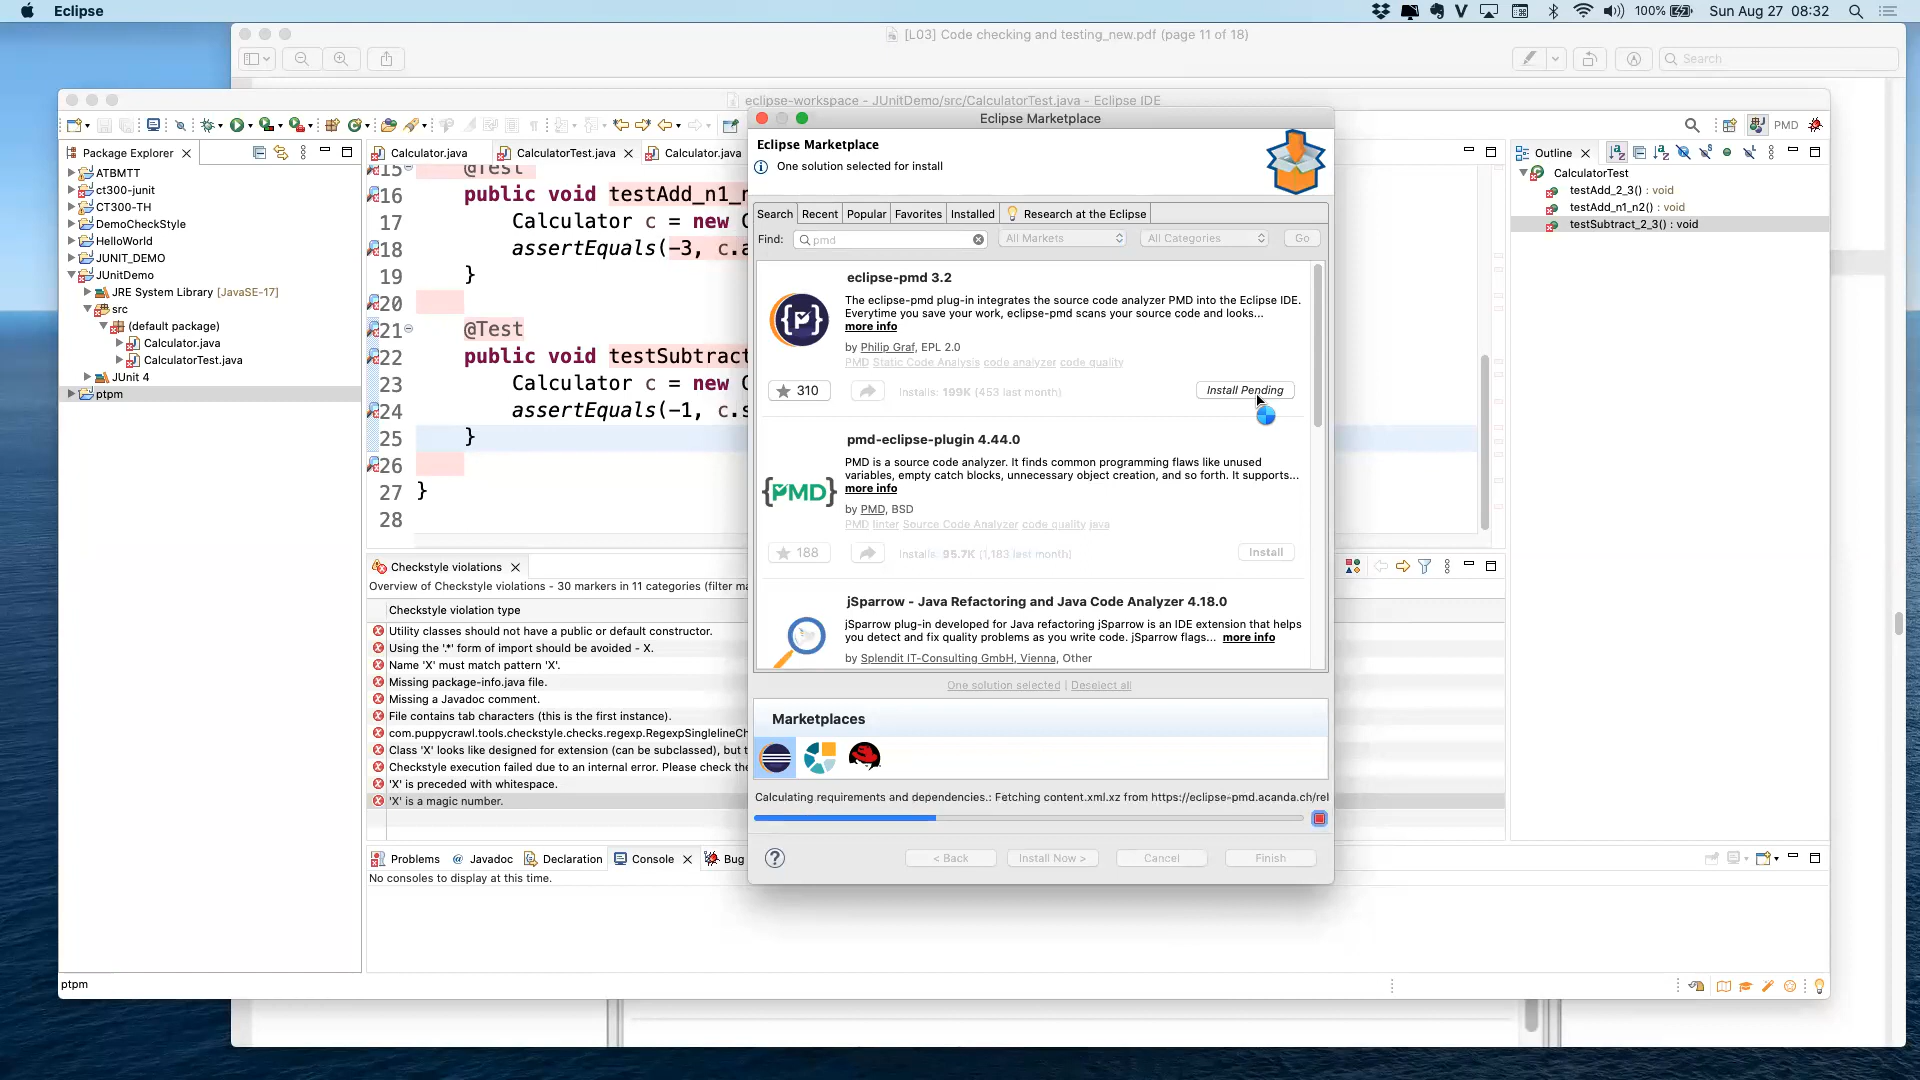 Eclipse
100%
Sun Aug 27 08:32
[L03] Code checking and testing_new.pdf (page 11 of 18)
Search
eclipse-workspace - JUnitDemo/src/CalculatorTest.java - Eclipse IDE
PMD
Package Explorer
ATBMTT
ct300-junit
CT300-TH
DemoCheckStyle
HelloWorld
JUNIT_DEMO
JUnitDemo
JRE System Library [JavaSE-17]
src
(default package)
Calculator.java
CalculatorTest.java
JUnit 4
ptpm
Calculator.java
CalculatorTest.java
Calculator.java
15 @Test
16 public void testAdd_n1_n
17 Calculator c = new C
18 assertEquals(-3, c.a
19 }
20
21 @Test
22 public void testSubtract
23 Calculator c = new C
24 assertEquals(-1, c.s
25 }
26
27 }
28
Checkstyle violations
Overview of Checkstyle violations - 30 markers in 11 categories (filter ma
Checkstyle violation type
Utility classes should not have a public or default constructor.
Using the '.*' form of import should be avoided - X.
Name 'X' must match pattern 'X'.
Missing package-info.java file.
Missing a Javadoc comment.
File contains tab characters (this is the first instance).
com.puppycrawl.tools.checkstyle.checks.regexp.RegexpSinglelineCh
Class 'X' looks like designed for extension (can be subclassed), but t
Checkstyle execution failed due to an internal error. Please check the
'X' is preceded with whitespace.
'X' is a magic number.
Problems
@ Javadoc
Declaration
Console
Bug
No consoles to display at this time.
ptpm
Eclipse Marketplace
Eclipse Marketplace
One solution selected for install
Search
Recent
Popular
Favorites
Installed
Research at the Eclipse
Find:
pmd
All Markets
All Categories
Go
eclipse-pmd 3.2
The eclipse-pmd plug-in integrates the source code analyzer PMD into the Eclipse IDE.
Everytime you save your work, eclipse-pmd scans your source code and looks...
more info
by Philip Graf, EPL 2.0
PMD Static Code Analysis code analyzer code quality
310
Installs: 199K (453 last month)
Install Pending
pmd-eclipse-plugin 4.44.0
{PMD}
PMD is a source code analyzer. It finds common programming flaws like unused
variables, empty catch blocks, unnecessary object creation, and so forth. It supports...
more info
by PMD, BSD
PMD linter Source Code Analyzer code quality java
188
Installs: 95.7K (1,183 last month)
Install
jSparrow - Java Refactoring and Java Code Analyzer 4.18.0
jSparrow plug-in developed for Java refactoring jSparrow is an IDE extension that helps
you detect and fix quality problems as you write code. jSparrow flags... more info
by Splendit IT-Consulting GmbH, Vienna, Other
One solution selected | Deselect all
Marketplaces
Calculating requirements and dependencies.: Fetching content.xml.xz from https://eclipse-pmd.acanda.ch/rel
< Back
Install Now >
Cancel
Finish
Outline
CalculatorTest
testAdd_2_3() : void
testAdd_n1_n2() : void
testSubtract_2_3() : void